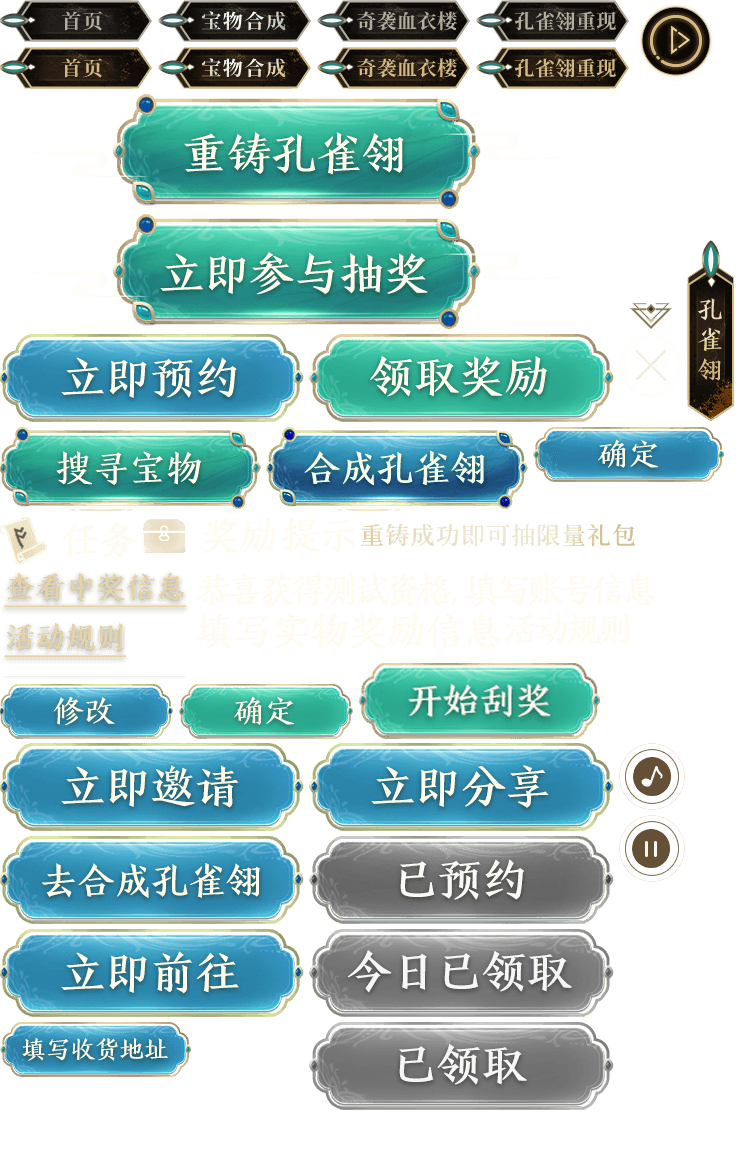 首页 宝物合成 奇袭血衣楼 孔雀翎重现
首页 宝物合成 奇袭血衣楼 孔雀翎重现
重铸孔雀翎
立即参与抽奖
孔雀翎
立即预约 领取奖励
搜寻宝物 合成孔雀翎 确定
任务 奖励提示 重铸成功即可抽限量礼包
查看中奖信息 恭喜获得测试资格, 填写账号信息
活动规则 填写实物奖励信息 活动规则
修改 确定 开始刮奖
立即邀请 立即分享
去合成孔雀翎 已预约
立即前往 今日已领取
填写收货地址 已领取